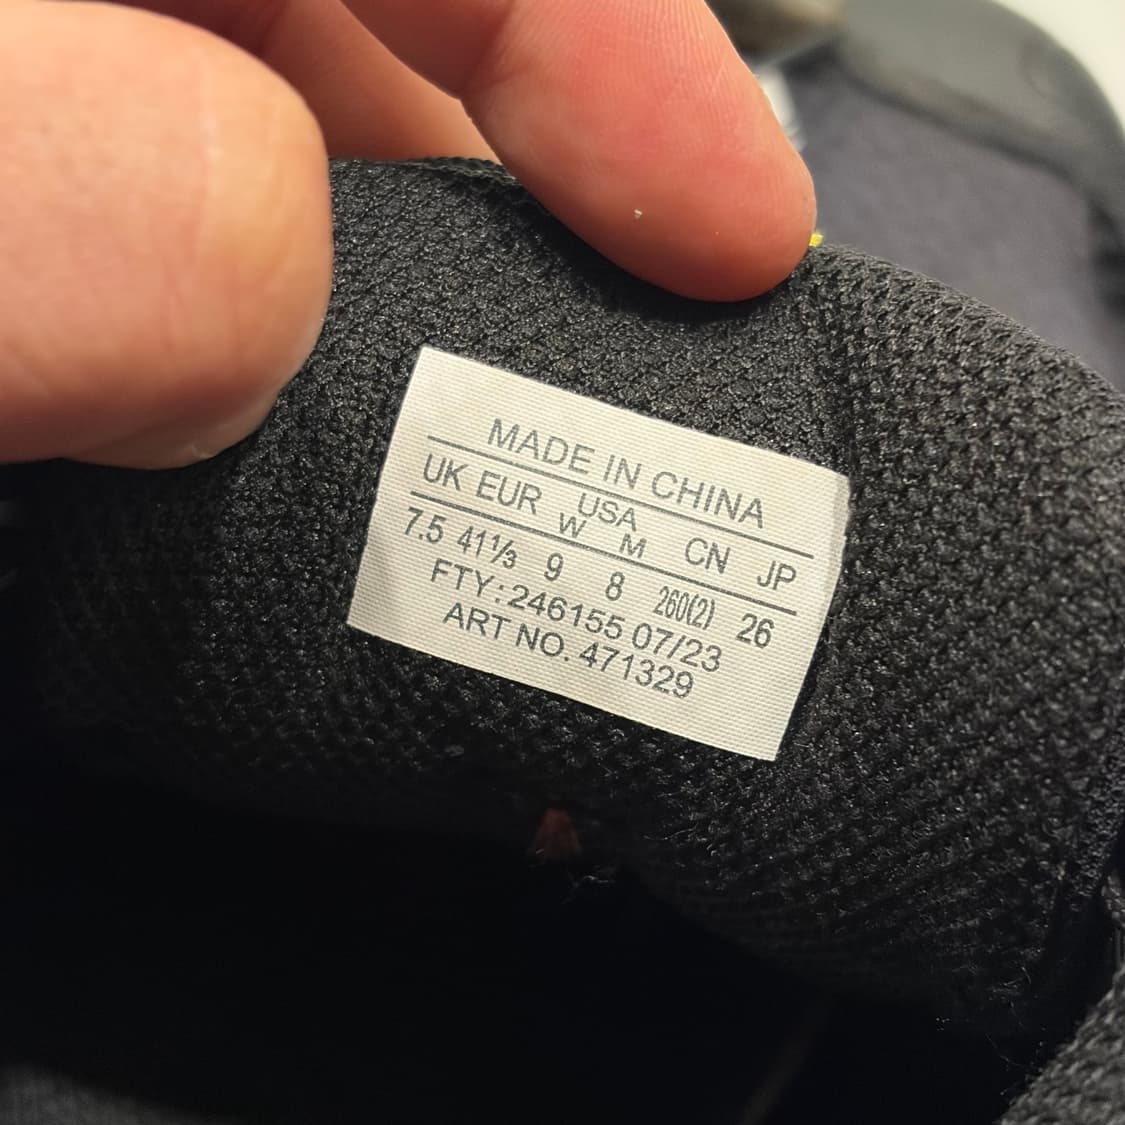 MADE IN CHINA
UK EUR USA CN JP
W M
7.5 41⅓ 9 8 260(2) 26
FTY:246155 07/23
ART NO. 471329